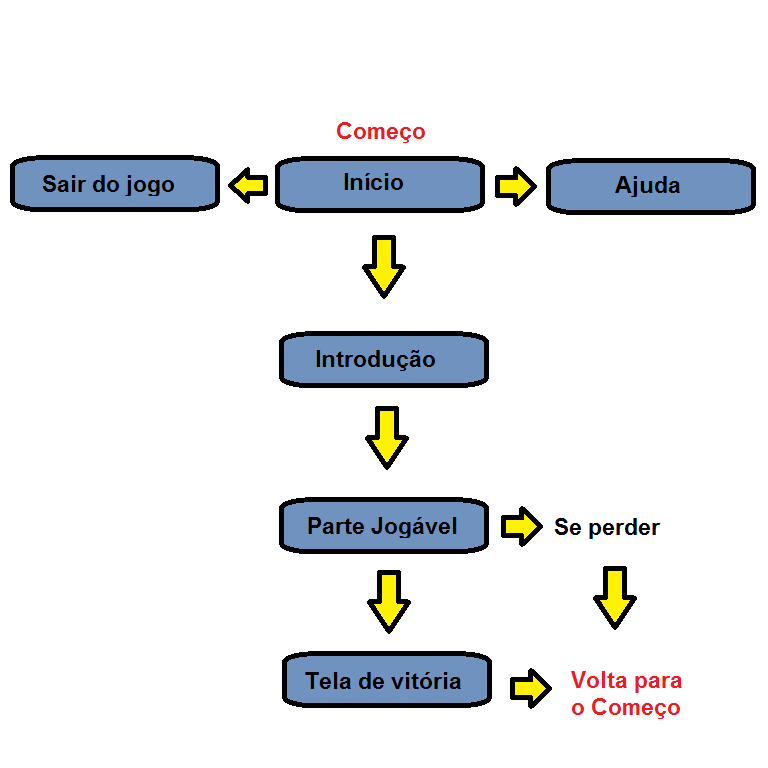 Começo
Sair do jogo
Início
Ajuda
Introdução
Parte Jogável
Se perder
Tela de vitória
Volta para
o Começo